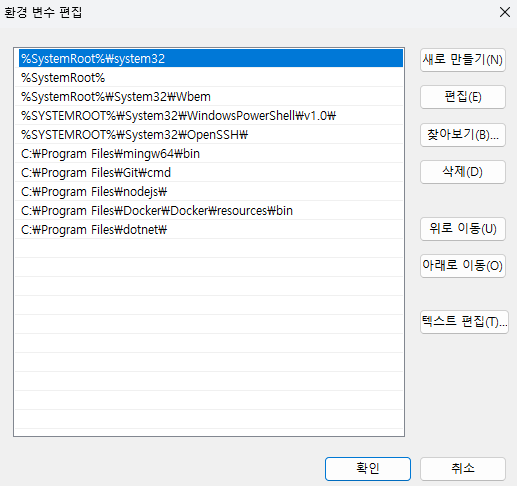 환경 변수 편집
%SystemRoot%₩system32
%SystemRoot%
%SystemRoot%₩System32₩Wbem
%SYSTEMROOT%₩System32₩WindowsPowerShell₩v1.0₩
%SYSTEMROOT%₩System32₩OpenSSH₩
C:₩Program Files₩mingw64₩bin
C:₩Program Files₩Git₩cmd
C:₩Program Files₩nodejs₩
C:₩Program Files₩Docker₩Docker₩resources₩bin
C:₩Program Files₩dotnet₩
새로 만들기(N)
편집(E)
찾아보기(B)...
삭제(D)
위로 이동(U)
아래로 이동(O)
텍스트 편집(T)...
확인
취소